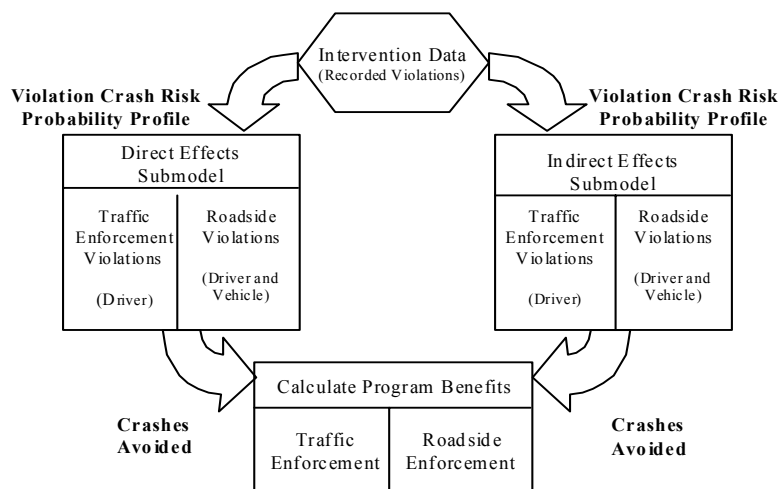 Intervention Data
(Recorded Violations)
Violation Crash Risk
Probability Profile
Violation Crash Risk
Probability Profile
Direct Effects
Submodel
Traffic
Enforcement
Violations
(Driver)
Roadside
Violations
(Driver and
Vehicle)
Indirect Effects
Submodel
Traffic
Enforcement
Violations
(Driver)
Roadside
Violations
(Driver and
Vehicle)
Crashes
Avoided
Calculate Program Benefits
Traffic
Enforcement
Roadside
Enforcement
Crashes
Avoided